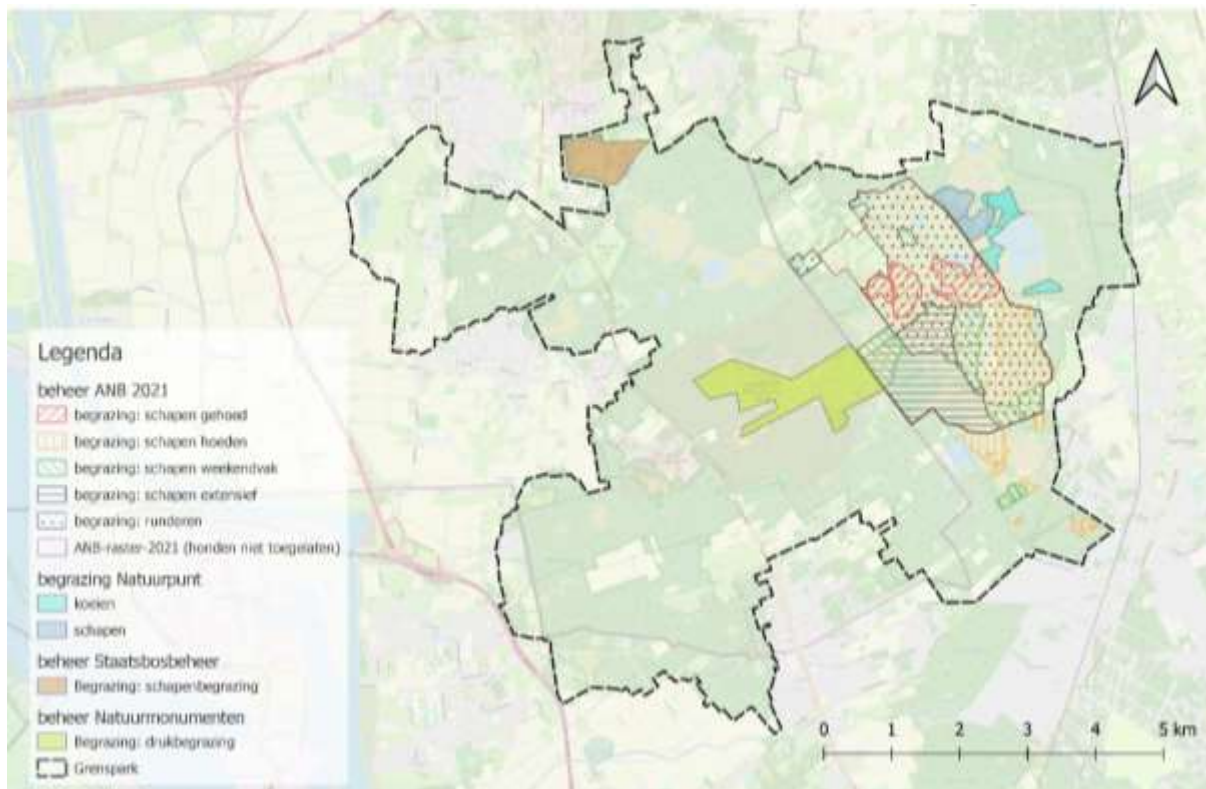 Legenda
beheer ANB 2021
begrazing: schapen gehoed
begrazing: schapen hoeden
begrazing: schapen weekendvak
begrazing: schapen extensief
begrazing: runderen
ANB-raster-2021 (honden niet toegelaten)
begrazing Natuurpunt
koeien
schapen
beheer Staatsbosbeheer
Begrazing: schapenbegrazing
beheer Natuurmonumenten
Begrazing: drukbegrazing
Grenspark
0 1 2 3 4 5 km